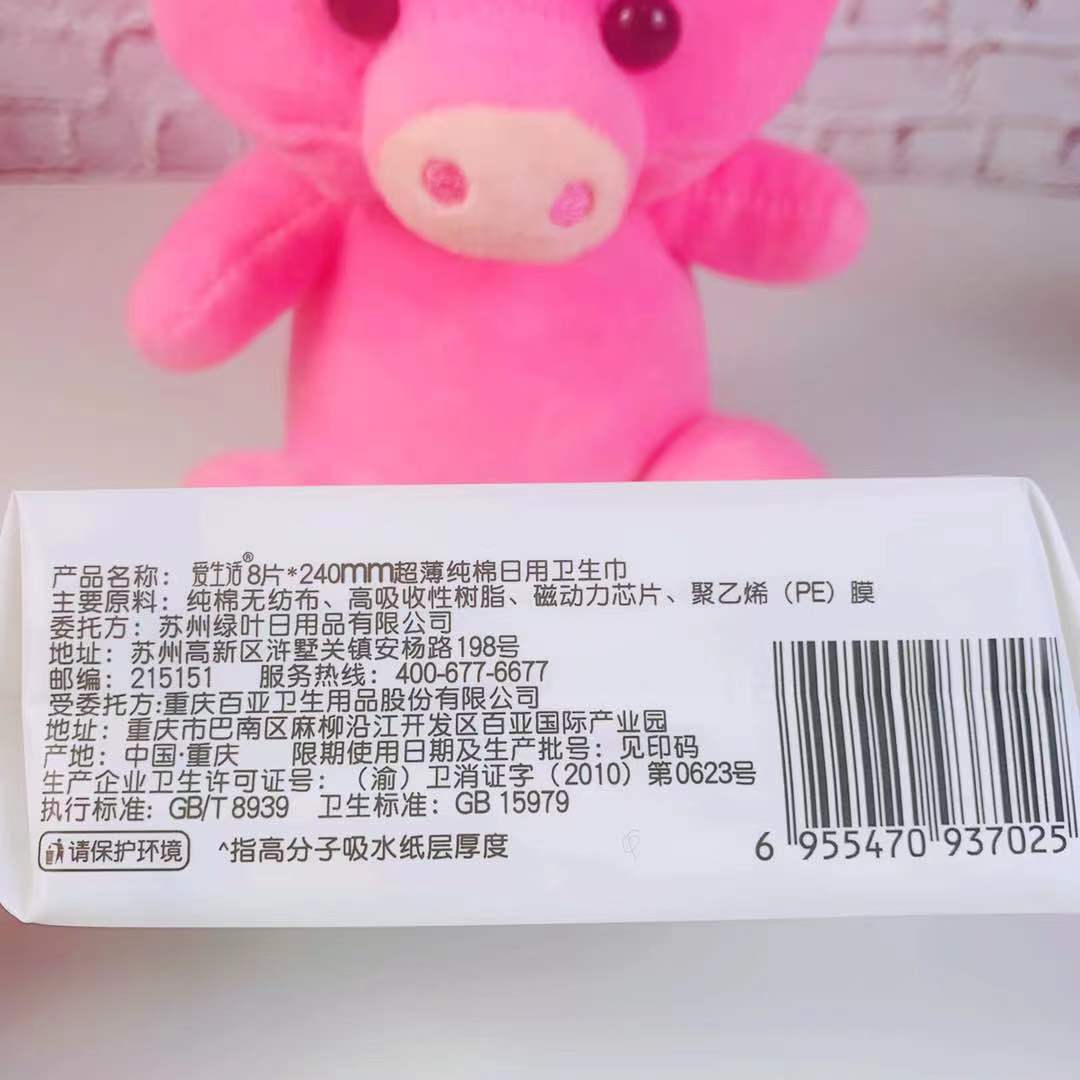 产品名称：爱生活®8片*240mm超薄纯棉日用卫生巾
主要原料：纯棉无纺布、高吸收性树脂、磁动力芯片、聚乙烯（PE）膜
委托方：苏州绿叶日用品有限公司
地址：苏州高新区浒墅关镇安杨路198号
邮编：215151 服务热线：400-677-6677
受委托方:重庆百亚卫生用品股份有限公司
地址：重庆市巴南区麻柳沿江开发区百亚国际产业园
产地：中国·重庆 限期使用日期及生产批号：见印码
生产企业卫生许可证号：（渝）卫消证字（2010）第0623号
执行标准：GB/T 8939 卫生标准：GB 15979
请保护环境 ^指高分子吸水纸层厚度
6 955470 937025